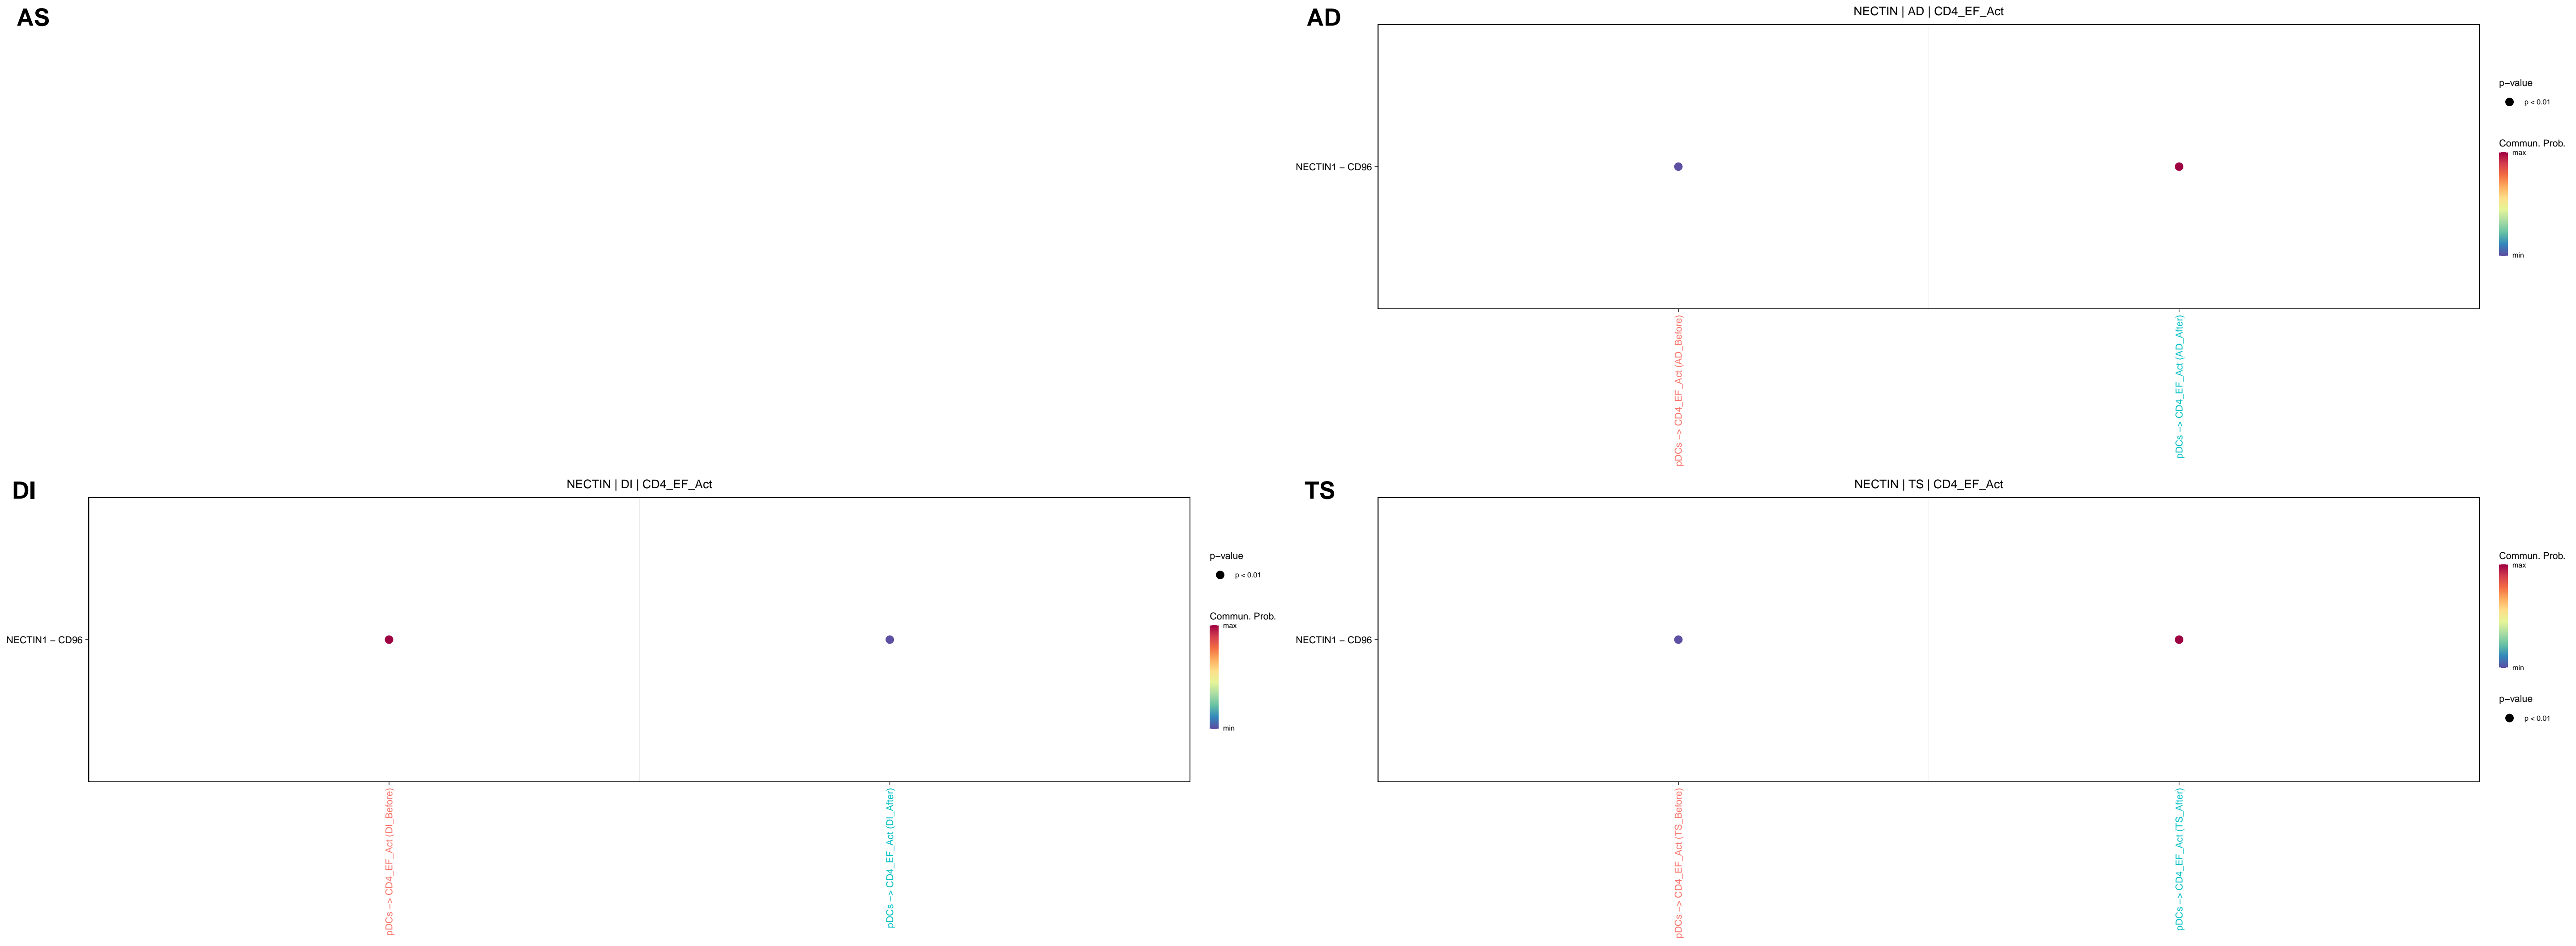 AS
AD
NECTIN | AD | CD4_EF_Act
NECTIN1 – CD96
pDCs –> CD4_EF_Act (AD_Before)
pDCs –> CD4_EF_Act (AD_After)
p–value
p < 0.01
Commun. Prob.
max
min
DI
NECTIN | DI | CD4_EF_Act
NECTIN1 – CD96
pDCs –> CD4_EF_Act (DI_Before)
pDCs –> CD4_EF_Act (DI_After)
p–value
p < 0.01
Commun. Prob.
max
min
TS
NECTIN | TS | CD4_EF_Act
NECTIN1 – CD96
pDCs –> CD4_EF_Act (TS_Before)
pDCs –> CD4_EF_Act (TS_After)
Commun. Prob.
max
min
p–value
p < 0.01